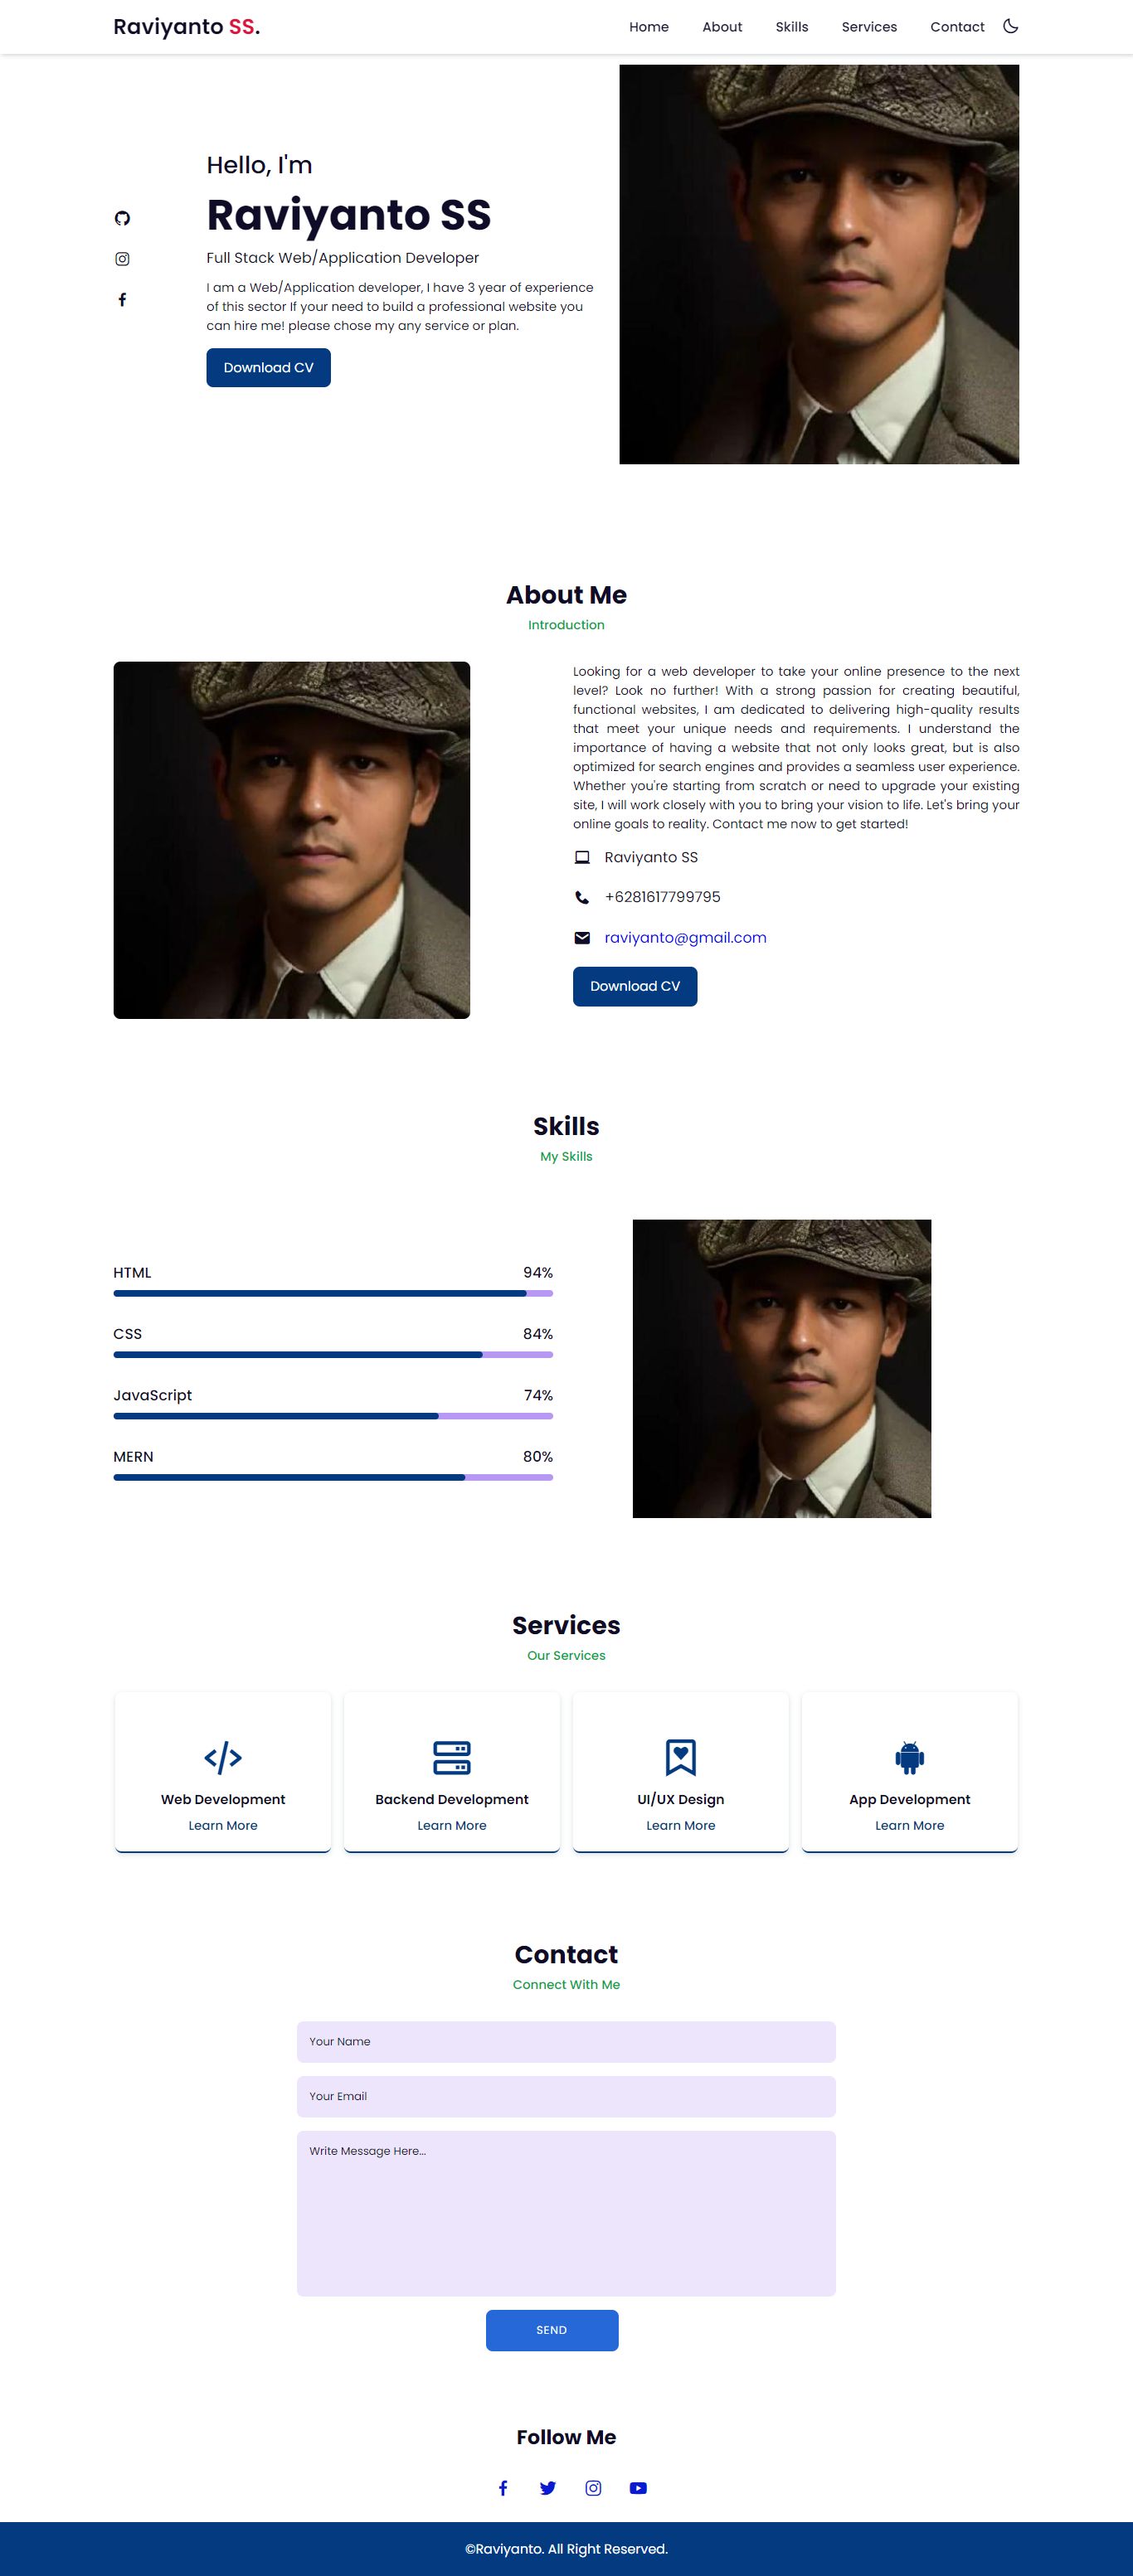 Raviyanto SS.
Home About Skills Services Contact
Hello, I'm
Raviyanto SS
Full Stack Web/Application Developer
I am a Web/Application developer, I have 3 year of experience
of this sector If your need to build a professional website you
can hire me! please chose my any service or plan.
Download CV
About Me
Introduction
Looking for a web developer to take your online presence to the next
level? Look no further! With a strong passion for creating beautiful,
functional websites, I am dedicated to delivering high-quality results
that meet your unique needs and requirements. I understand the
importance of having a website that not only looks great, but is also
optimized for search engines and provides a seamless user experience.
Whether you're starting from scratch or need to upgrade your existing
site, I will work closely with you to bring your vision to life. Let's bring your
online goals to reality. Contact me now to get started!
Raviyanto SS
+6281617799795
raviyanto@gmail.com
Download CV
Skills
My Skills
HTML 94%
CSS 84%
JavaScript 74%
MERN 80%
Services
Our Services
Web Development
Learn More
Backend Development
Learn More
UI/UX Design
Learn More
App Development
Learn More
Contact
Connect With Me
Your Name
Your Email
Write Message Here...
SEND
Follow Me
©Raviyanto. All Right Reserved.